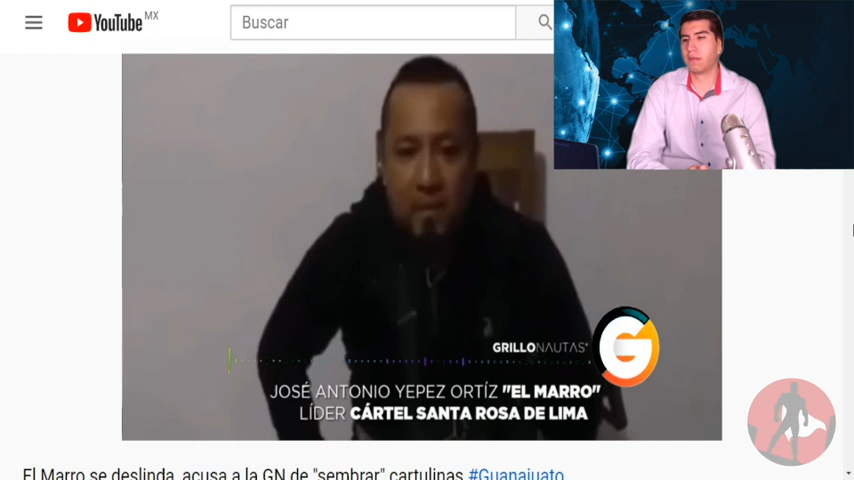 YouTube MX
Buscar
GRILLONAUTAS
JOSÉ ANTONIO YEPEZ ORTÍZ "EL MARRO"
LÍDER CÁRTEL SANTA ROSA DE LIMA
El Marro se deslinda, acusa a la GN de "sembrar" cartulinas #Guanajuato